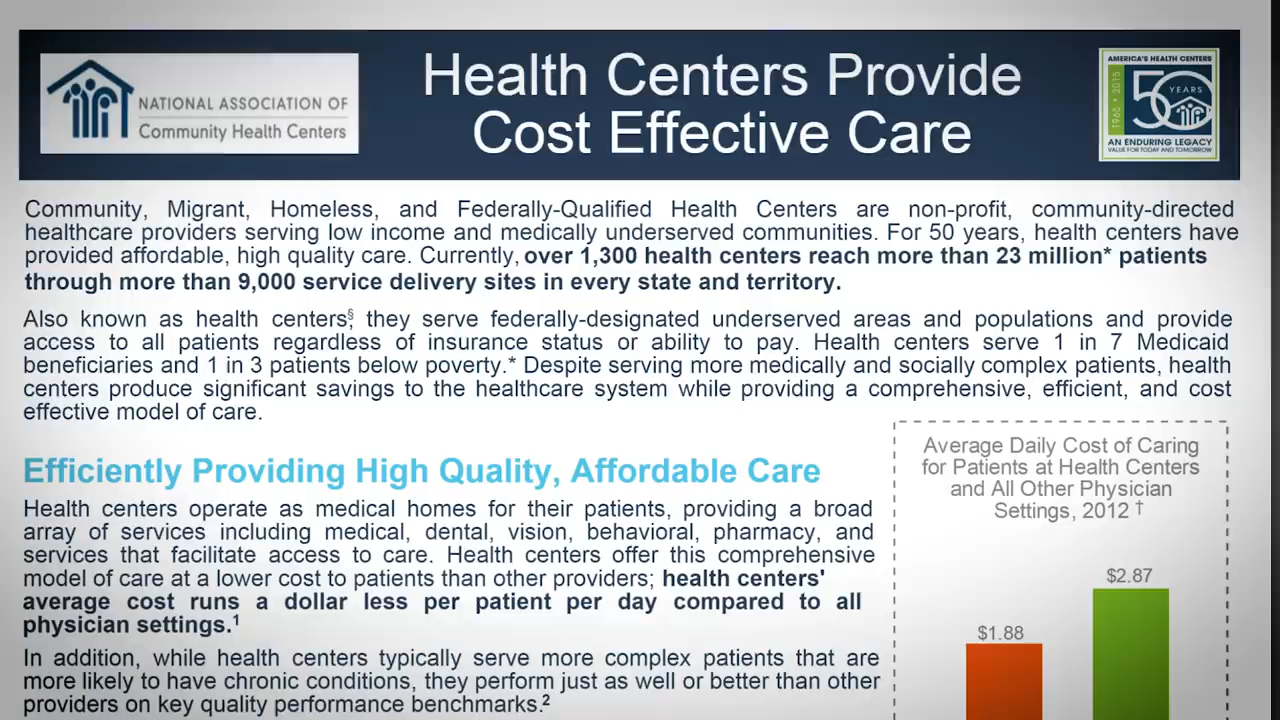 NATIONAL ASSOCIATION OF
Community Health Centers
Health Centers Provide
Cost Effective Care
AMERICA'S HEALTH CENTERS
1965 • 2015
50
YEARS
AN ENDURING LEGACY
VALUE FOR TODAY AND TOMORROW
Community, Migrant, Homeless, and Federally-Qualified Health Centers are non-profit, community-directed
healthcare providers serving low income and medically underserved communities. For 50 years, health centers have
provided affordable, high quality care. Currently, over 1,300 health centers reach more than 23 million* patients
through more than 9,000 service delivery sites in every state and territory.
Also known as health centers§, they serve federally-designated underserved areas and populations and provide
access to all patients regardless of insurance status or ability to pay. Health centers serve 1 in 7 Medicaid
beneficiaries and 1 in 3 patients below poverty.* Despite serving more medically and socially complex patients, health
centers produce significant savings to the healthcare system while providing a comprehensive, efficient, and cost
effective model of care.
Efficiently Providing High Quality, Affordable Care
Health centers operate as medical homes for their patients, providing a broad
array of services including medical, dental, vision, behavioral, pharmacy, and
services that facilitate access to care. Health centers offer this comprehensive
model of care at a lower cost to patients than other providers; health centers'
average cost runs a dollar less per patient per day compared to all
physician settings.¹
In addition, while health centers typically serve more complex patients that are
more likely to have chronic conditions, they perform just as well or better than other
providers on key quality performance benchmarks.²
Average Daily Cost of Caring
for Patients at Health Centers
and All Other Physician
Settings, 2012 †
$2.87
$1.88